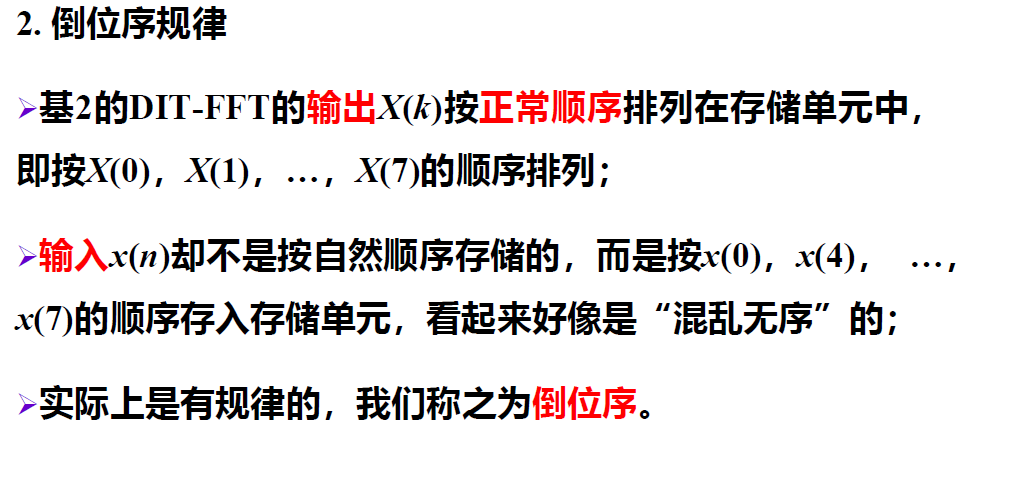 2. 倒位序规律
➢基2的DIT-FFT的输出X(k)按正常顺序排列在存储单元中，
即按X(0)，X(1)，…，X(7)的顺序排列；
➢输入x(n)却不是按自然顺序存储的，而是按x(0)，x(4)， …，
x(7)的顺序存入存储单元，看起来好像是“混乱无序”的；
➢实际上是有规律的，我们称之为倒位序。